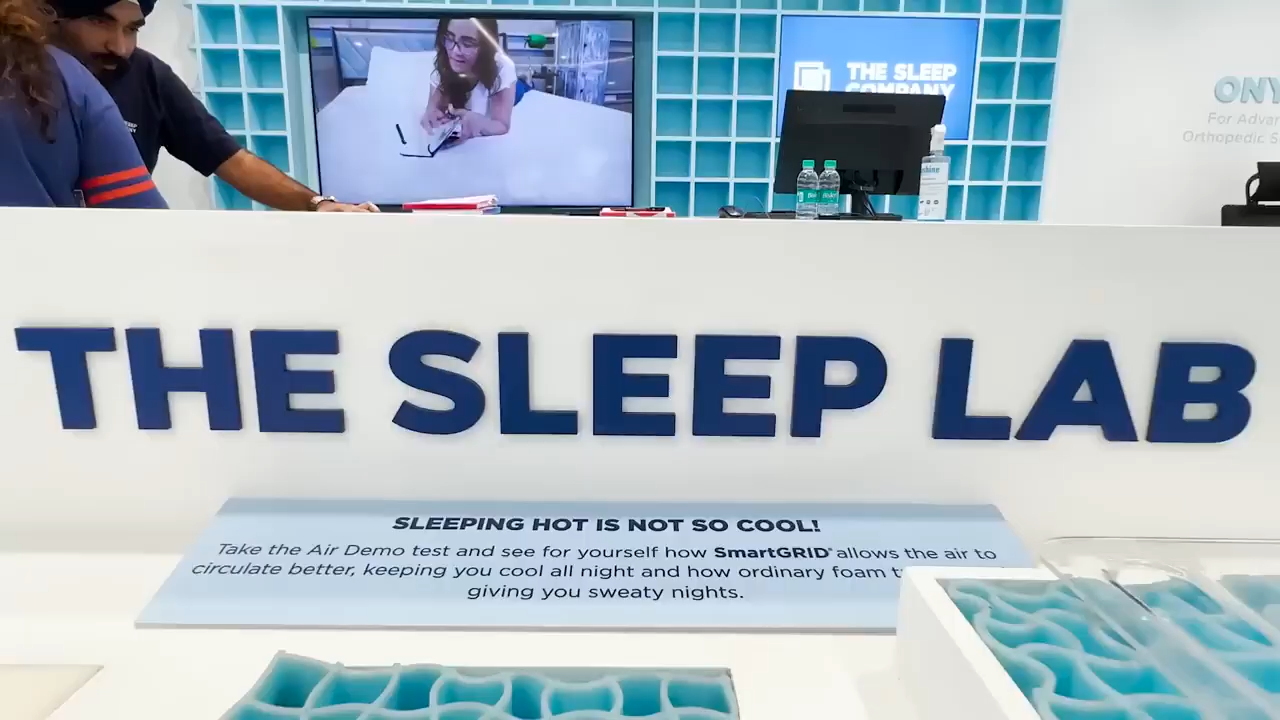 THE SLEEP
COMPANY
ONY
For Advan
Orthopedic S
THE SLEEP LAB
SLEEPING HOT IS NOT SO COOL!
Take the Air Demo test and see for yourself how SmartGRID® allows the air to
circulate better, keeping you cool all night and how ordinary foam
giving you sweaty nights.